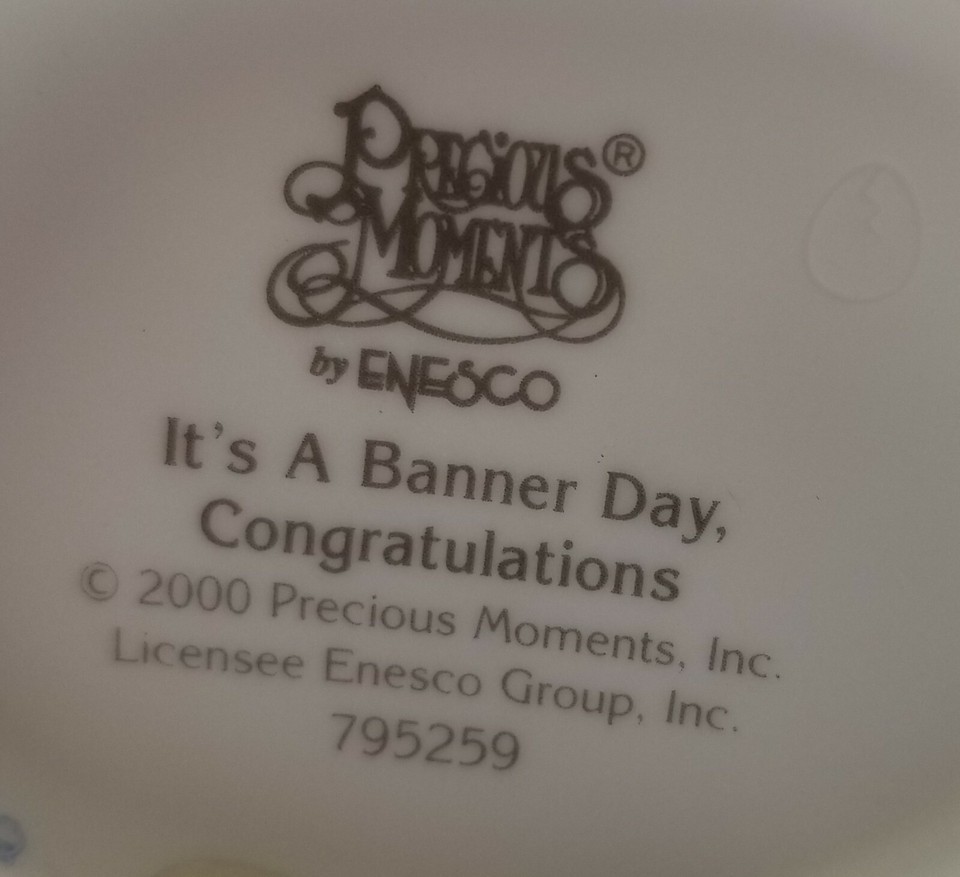 Precious®
Moments
by ENESCO
It's A Banner Day,
Congratulations
© 2000 Precious Moments, Inc.
Licensee Enesco Group, Inc.
795259